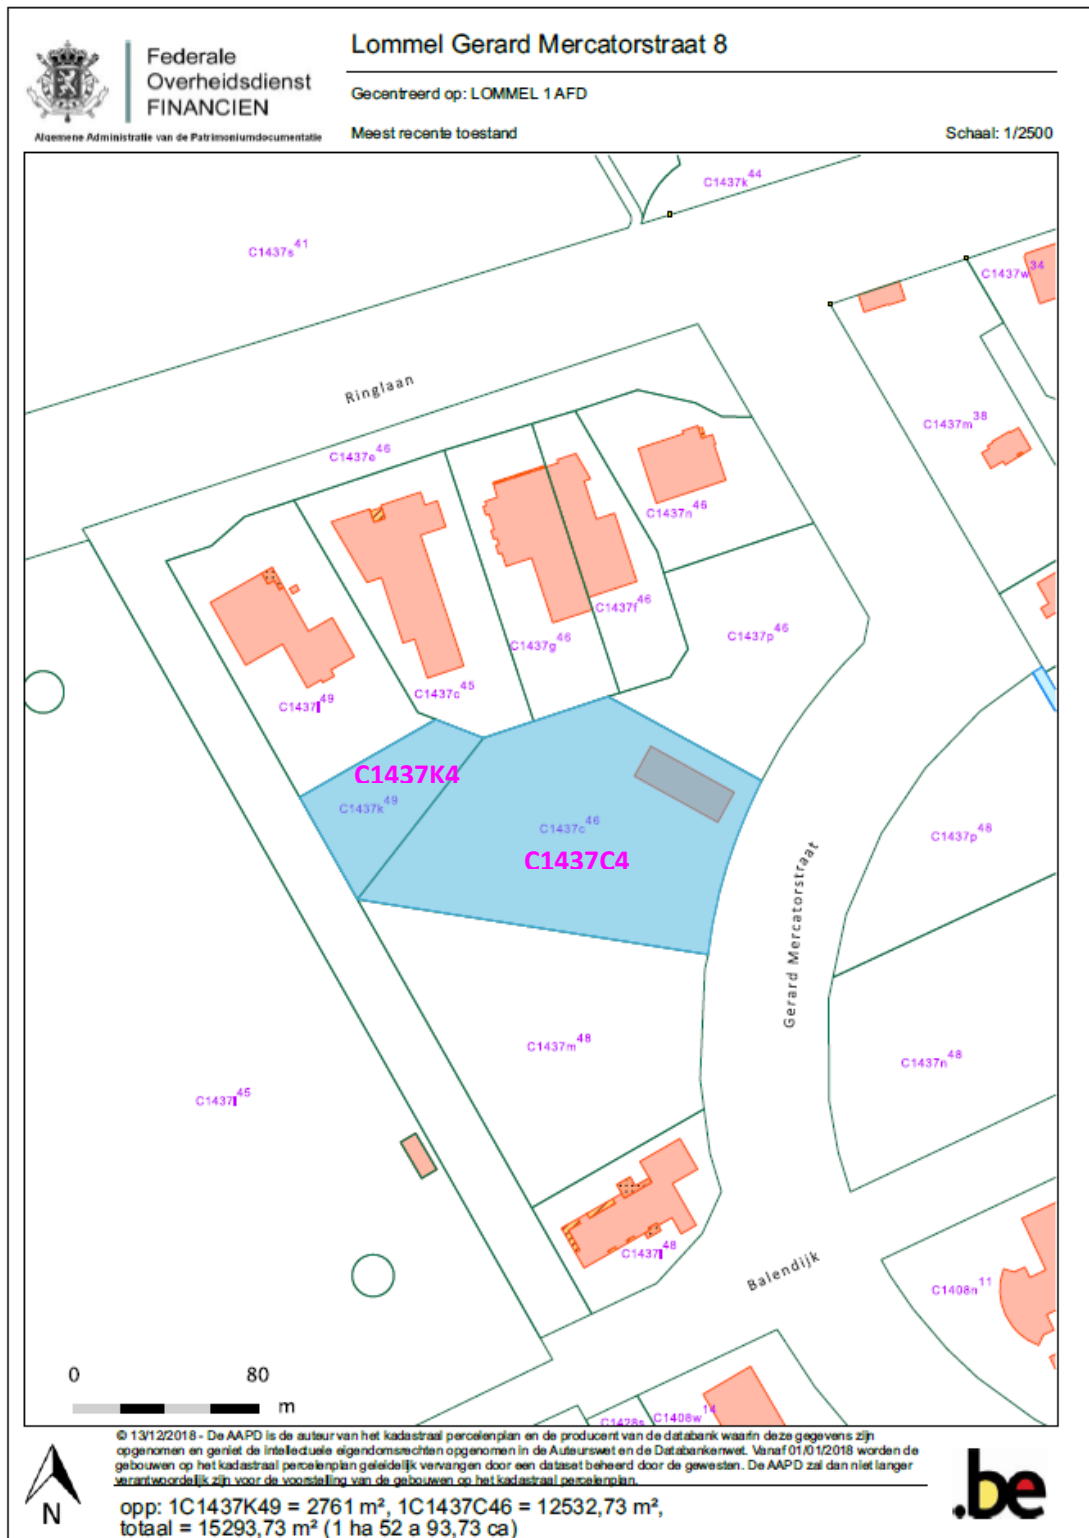 Federale
Overheidsdienst
FINANCIEN
Algemene Administratie van de Patrimoniumdocumentatie
Lommel Gerard Mercatorstraat 8
Gecentreerd op: LOMMEL 1 AFD
Meest recente toestand
Schaal: 1/2500
C1437k44
C1437s41
C1437w34
Ringlaan
C1437m38
C1437e46
C1437n46
C1437f46
C1437p46
C1437g46
C1437c45
C1437l49
C1437K4
C1437k49
C1437c46
C1437C4
C1437p48
Gerard Mercatorstraat
C1437m48
C1437n48
C1437l45
C1437l48
Balendijk
C1408n11
0 80
m
C1428s
C1408w14
© 13/12/2018 - De AAPD is de auteur van het kadastraal percelenplan en de producent van de databank waarin deze gegevens zijn
opgenomen en geniet de intellectuele eigendomsrechten opgenomen in de Auteurswet en de Databankenwet. Vanaf 01/01/2018 worden de
gebouwen op het kadastraal percelenplan geleidelijk vervangen door een dataset beheerd door de gewesten. De AAPD zal dan niet langer
verantwoordelijk zijn voor de voorstelling van de gebouwen op het kadastraal percelenplan.
N
opp: 1C1437K49 = 2761 m², 1C1437C46 = 12532,73 m²,
totaal = 15293,73 m² (1 ha 52 a 93,73 ca)
.be